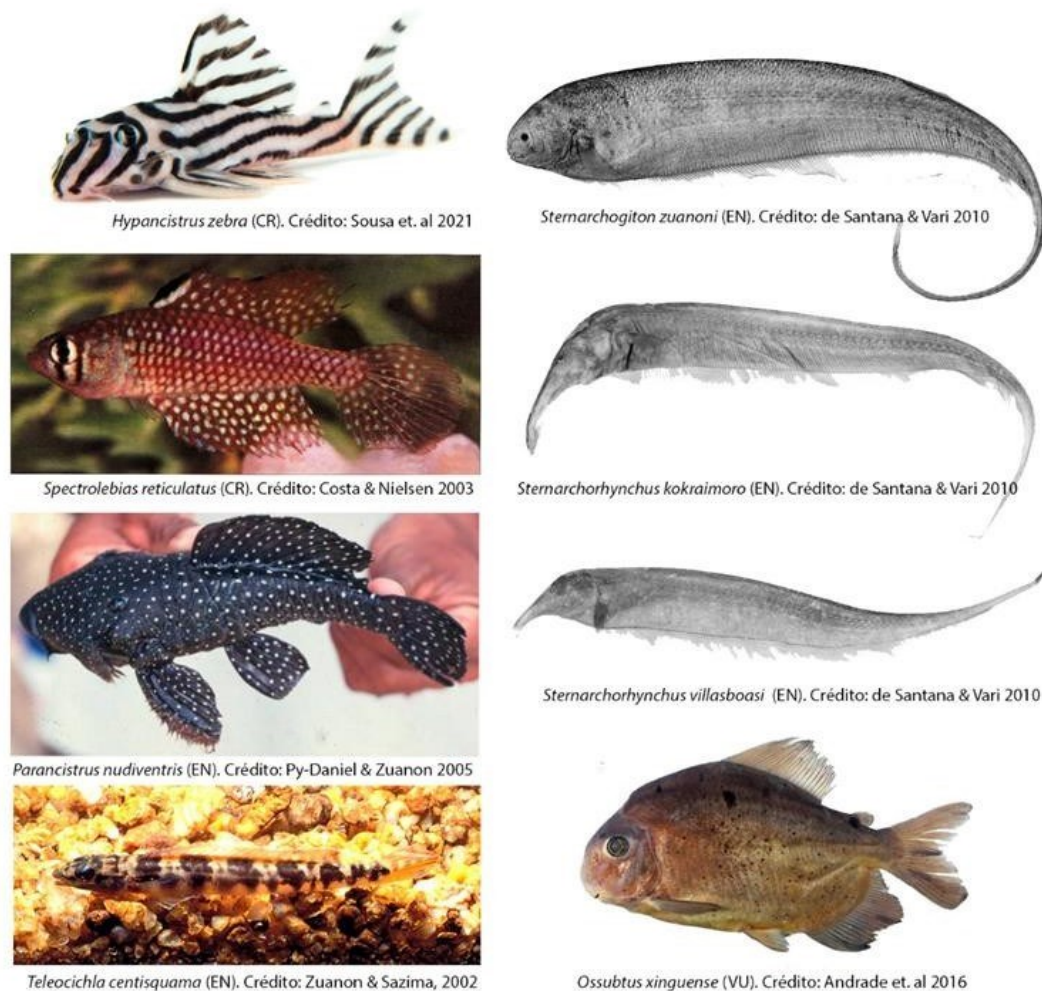 Hypancistrus zebra (CR). Crédito: Sousa et. al 2021
Sternarchogiton zuanoni (EN). Crédito: de Santana & Vari 2010
Spectrolebias reticulatus (CR). Crédito: Costa & Nielsen 2003
Sternarchorhynchus kokraimoro (EN). Crédito: de Santana & Vari 2010
Parancistrus nudiventris (EN). Crédito: Py-Daniel & Zuanon 2005
Sternarchorhynchus villasboasi (EN). Crédito: de Santana & Vari 2010
Teleocichla centisquama (EN). Crédito: Zuanon & Sazima, 2002
Ossubtus xinguense (VU). Crédito: Andrade et. al 2016